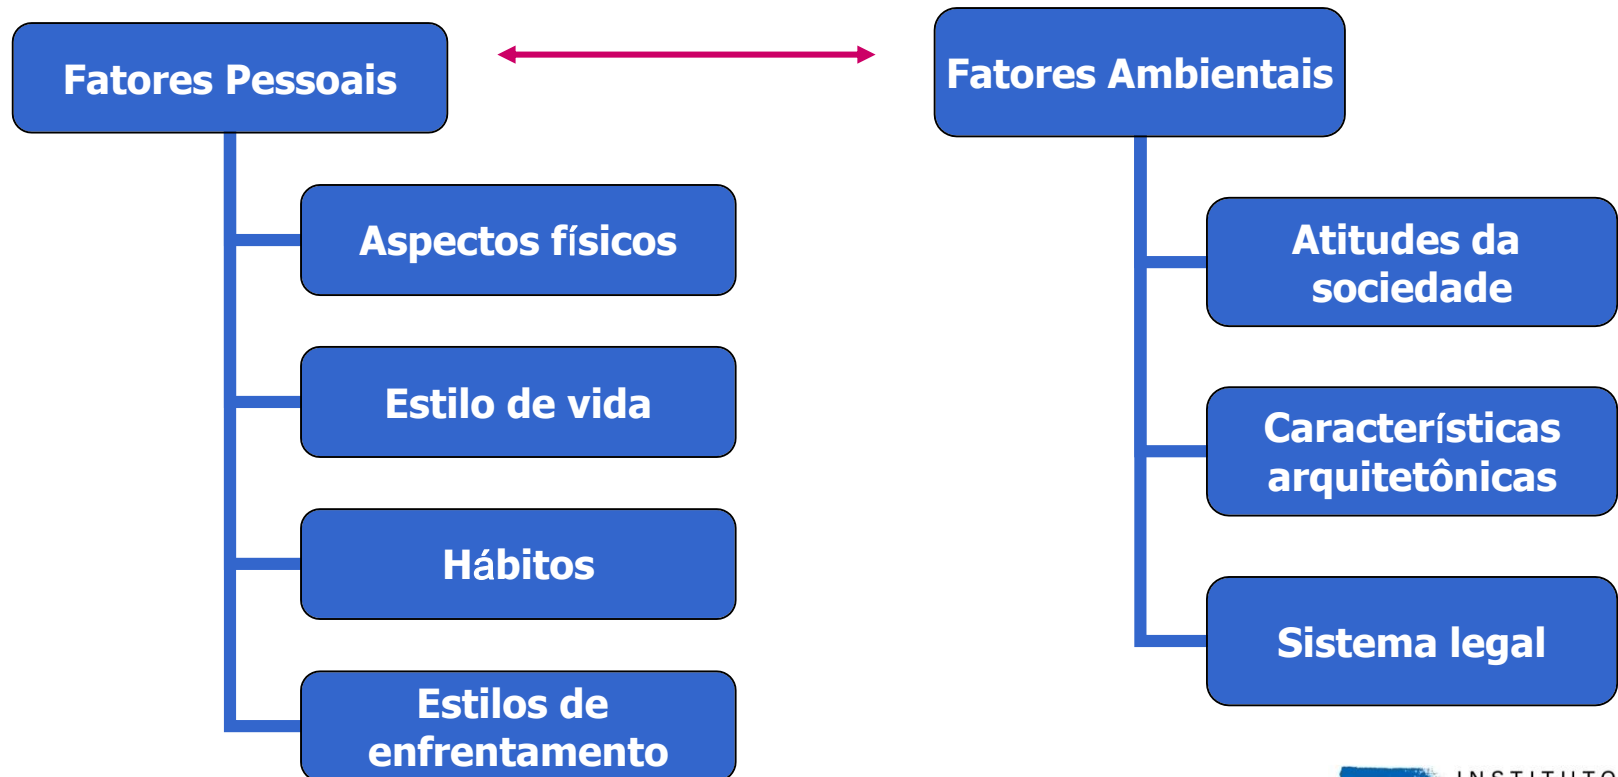 Fatores Pessoais
Aspectos físicos
Estilo de vida
Hábitos
Estilos de
enfrentamento
Fatores Ambientais
Atitudes da
sociedade
Características
arquitetônicas
Sistema legal
INSTITUTO